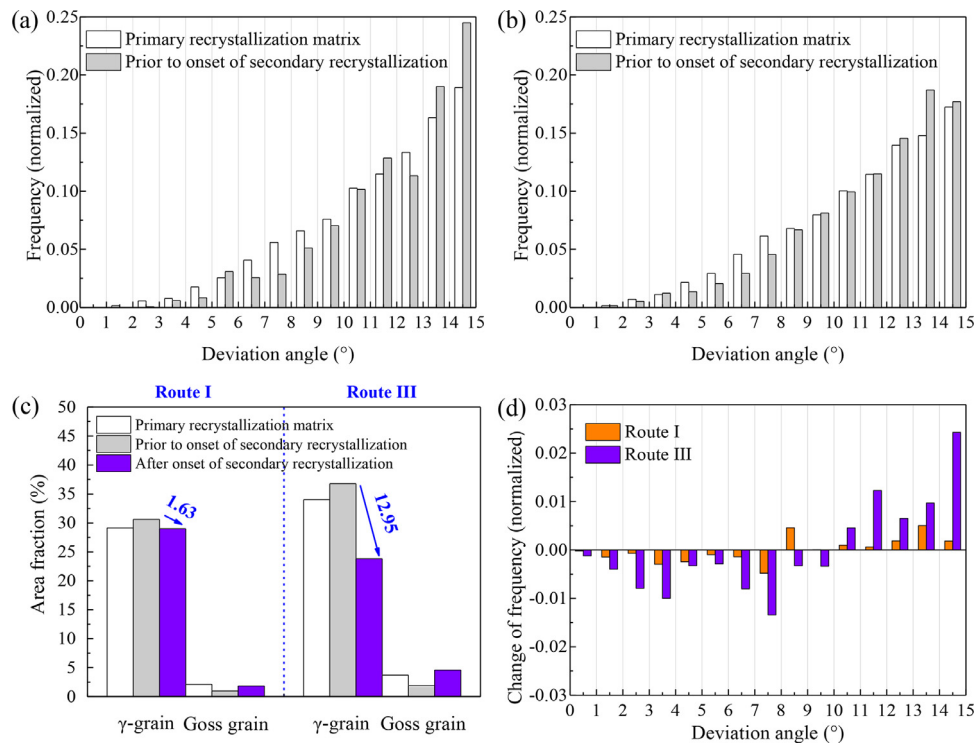 (a)
Primary recrystallization matrix
Prior to onset of secondary recrystallization
Frequency (normalized)
0.25
0.20
0.15
0.10
0.05
0.00
0 1 2 3 4 5 6 7 8 9 10 11 12 13 14 15
Deviation angle (°)
(b)
Primary recrystallization matrix
Prior to onset of secondary recrystallization
Frequency (normalized)
0.25
0.20
0.15
0.10
0.05
0.00
0 1 2 3 4 5 6 7 8 9 10 11 12 13 14 15
Deviation angle (°)
Route I Route III
(c)
Primary recrystallization matrix
Prior to onset of secondary recrystallization
After onset of secondary recrystallization
1.63
12.95
Area fraction (%)
50
45
40
35
30
25
20
15
10
5
0
γ-grain Goss grain γ-grain Goss grain
(d)
Route I
Route III
Change of frequency (normalized)
0.03
0.02
0.01
0.00
-0.01
-0.02
-0.03
0 1 2 3 4 5 6 7 8 9 10 11 12 13 14 15
Deviation angle (°)